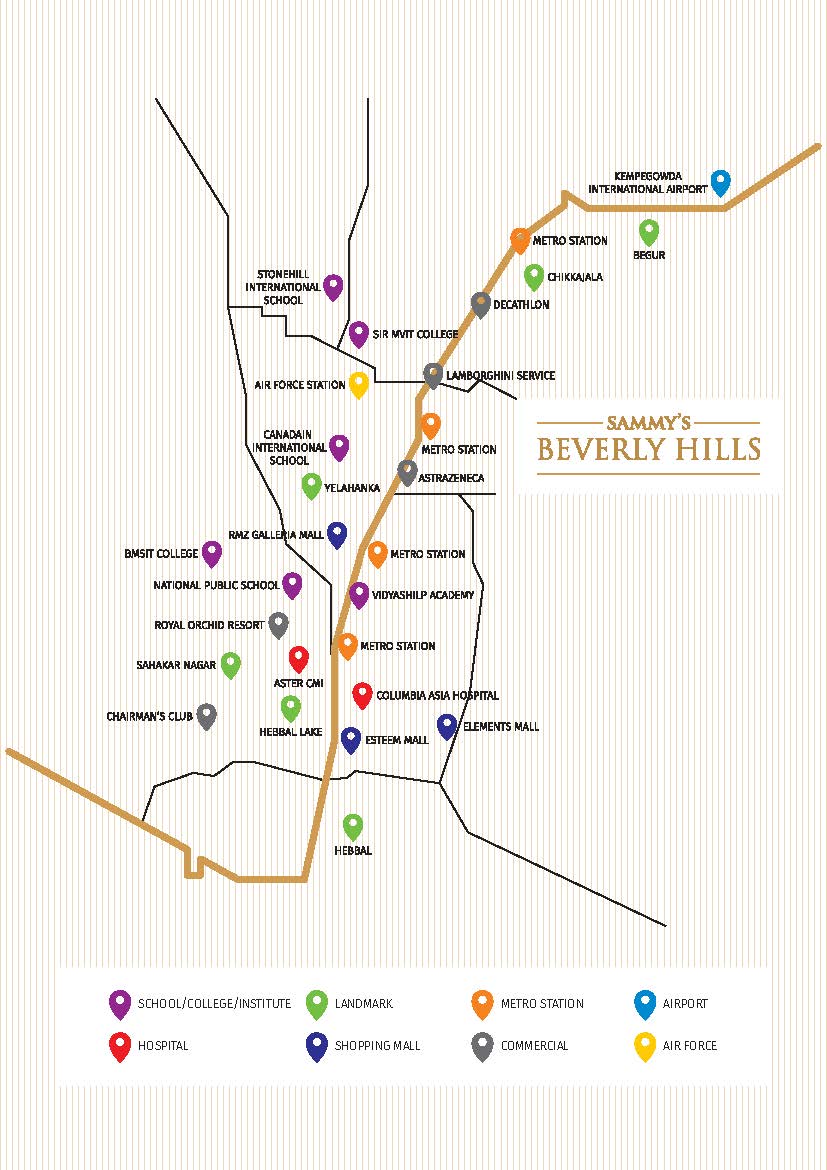 KEMPEGOWDA
INTERNATIONAL AIRPORT
METRO STATION
BEGUR
CHIKKAJALA
STONEHILL
INTERNATIONAL
SCHOOL
DECATHLON
SIR MVIT COLLEGE
LAMBORGHINI SERVICE
AIR FORCE STATION
SAMMY'S
BEVERLY HILLS
CANADAIN
INTERNATIONAL
SCHOOL
METRO STATION
ASTRAZENECA
YELAHANKA
RMZ GALLERIA MALL
BMSIT COLLEGE
METRO STATION
NATIONAL PUBLIC SCHOOL
VIDYASHILP ACADEMY
ROYAL ORCHID RESORT
METRO STATION
SAHAKAR NAGAR
ASTER CMI
COLUMBIA ASIA HOSPITAL
CHAIRMAN'S CLUB
HEBBAL LAKE
ESTEEM MALL
ELEMENTS MALL
HEBBAL
SCHOOL/COLLEGE/INSTITUTE
LANDMARK
METRO STATION
AIRPORT
HOSPITAL
SHOPPING MALL
COMMERCIAL
AIR FORCE